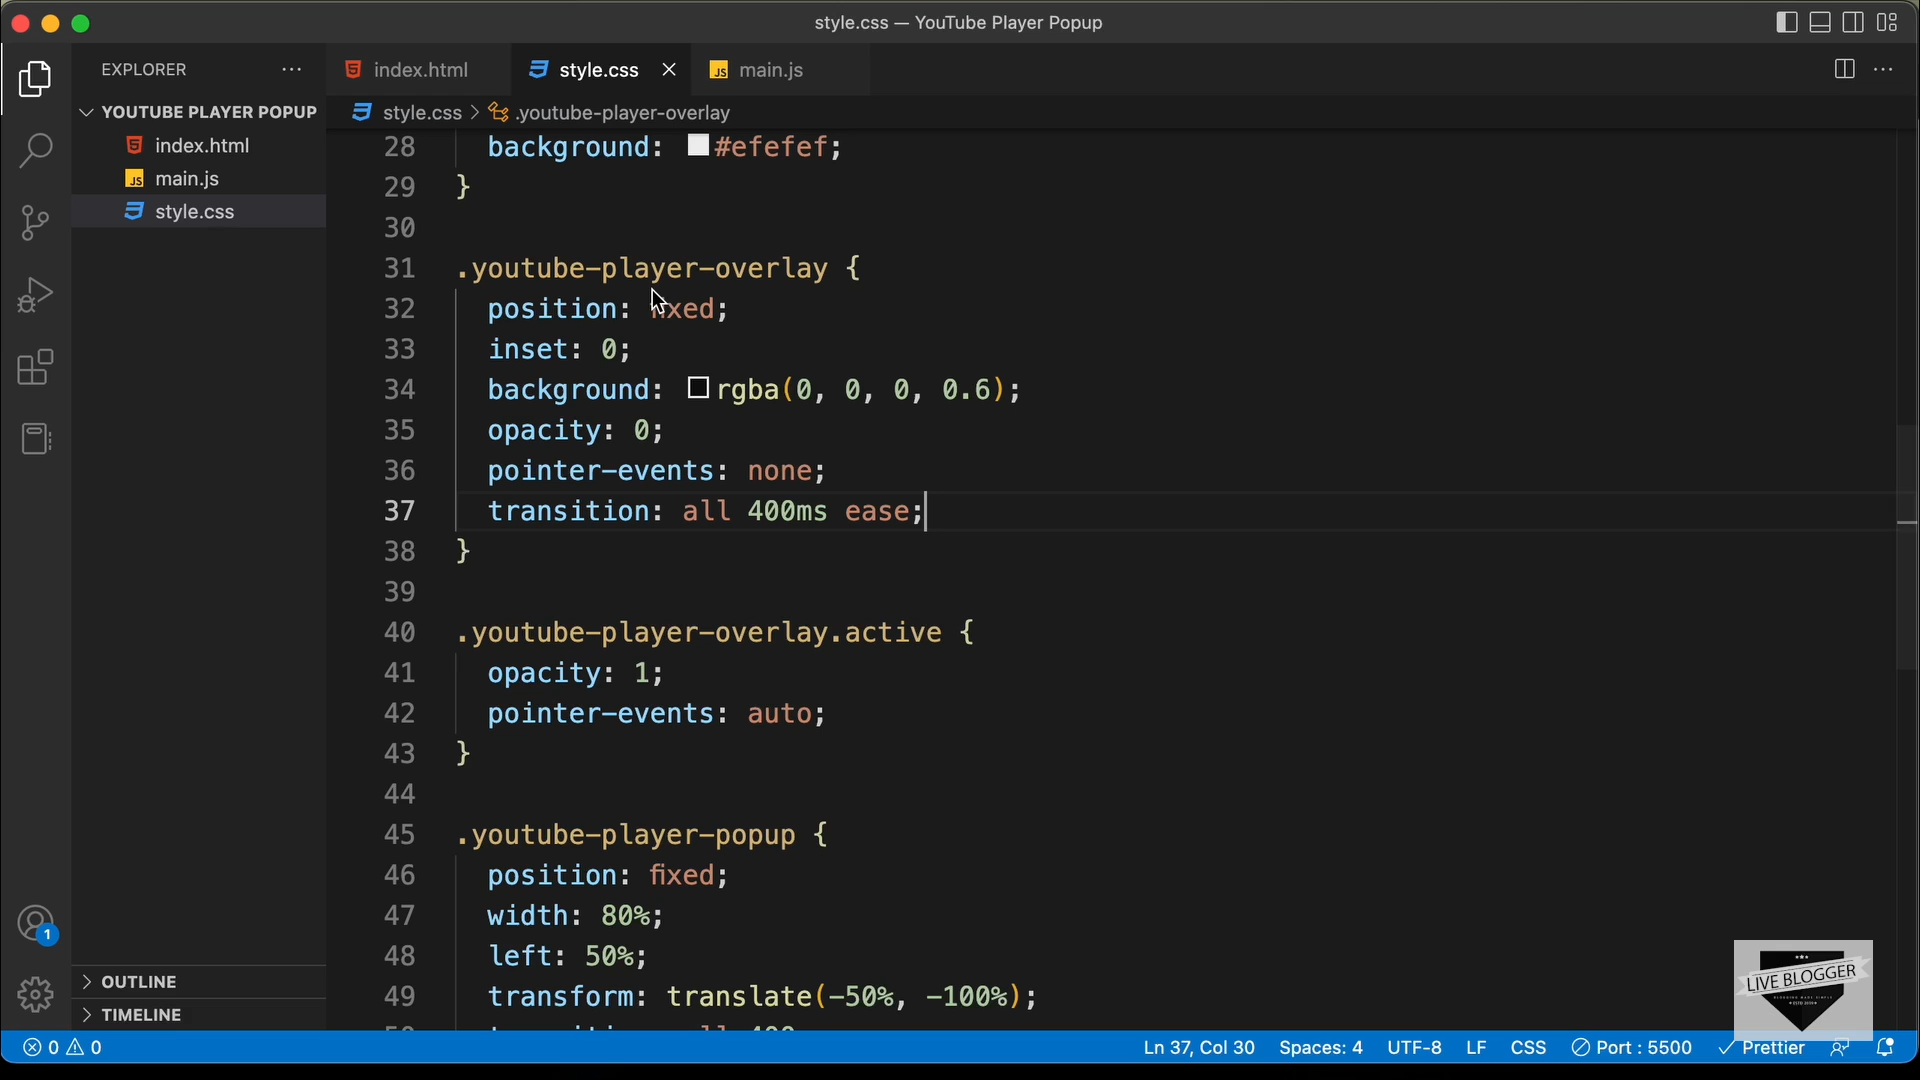 style.css — YouTube Player Popup
EXPLORER
index.html
style.css
main.js
YOUTUBE PLAYER POPUP
index.html
main.js
style.css
style.css > .youtube-player-overlay
28 background: #efefef;
29 }
30
31 .youtube-player-overlay {
32 position: fixed;
33 inset: 0;
34 background: rgba(0, 0, 0, 0.6);
35 opacity: 0;
36 pointer-events: none;
37 transition: all 400ms ease;
38 }
39
40 .youtube-player-overlay.active {
41 opacity: 1;
42 pointer-events: auto;
43 }
44
45 .youtube-player-popup {
46 position: fixed;
47 width: 80%;
48 left: 50%;
49 transform: translate(-50%, -100%);
1
OUTLINE
TIMELINE
LIVE BLOGGER
0 0
Ln 37, Col 30 Spaces: 4 UTF-8 LF CSS Port : 5500 Prettier